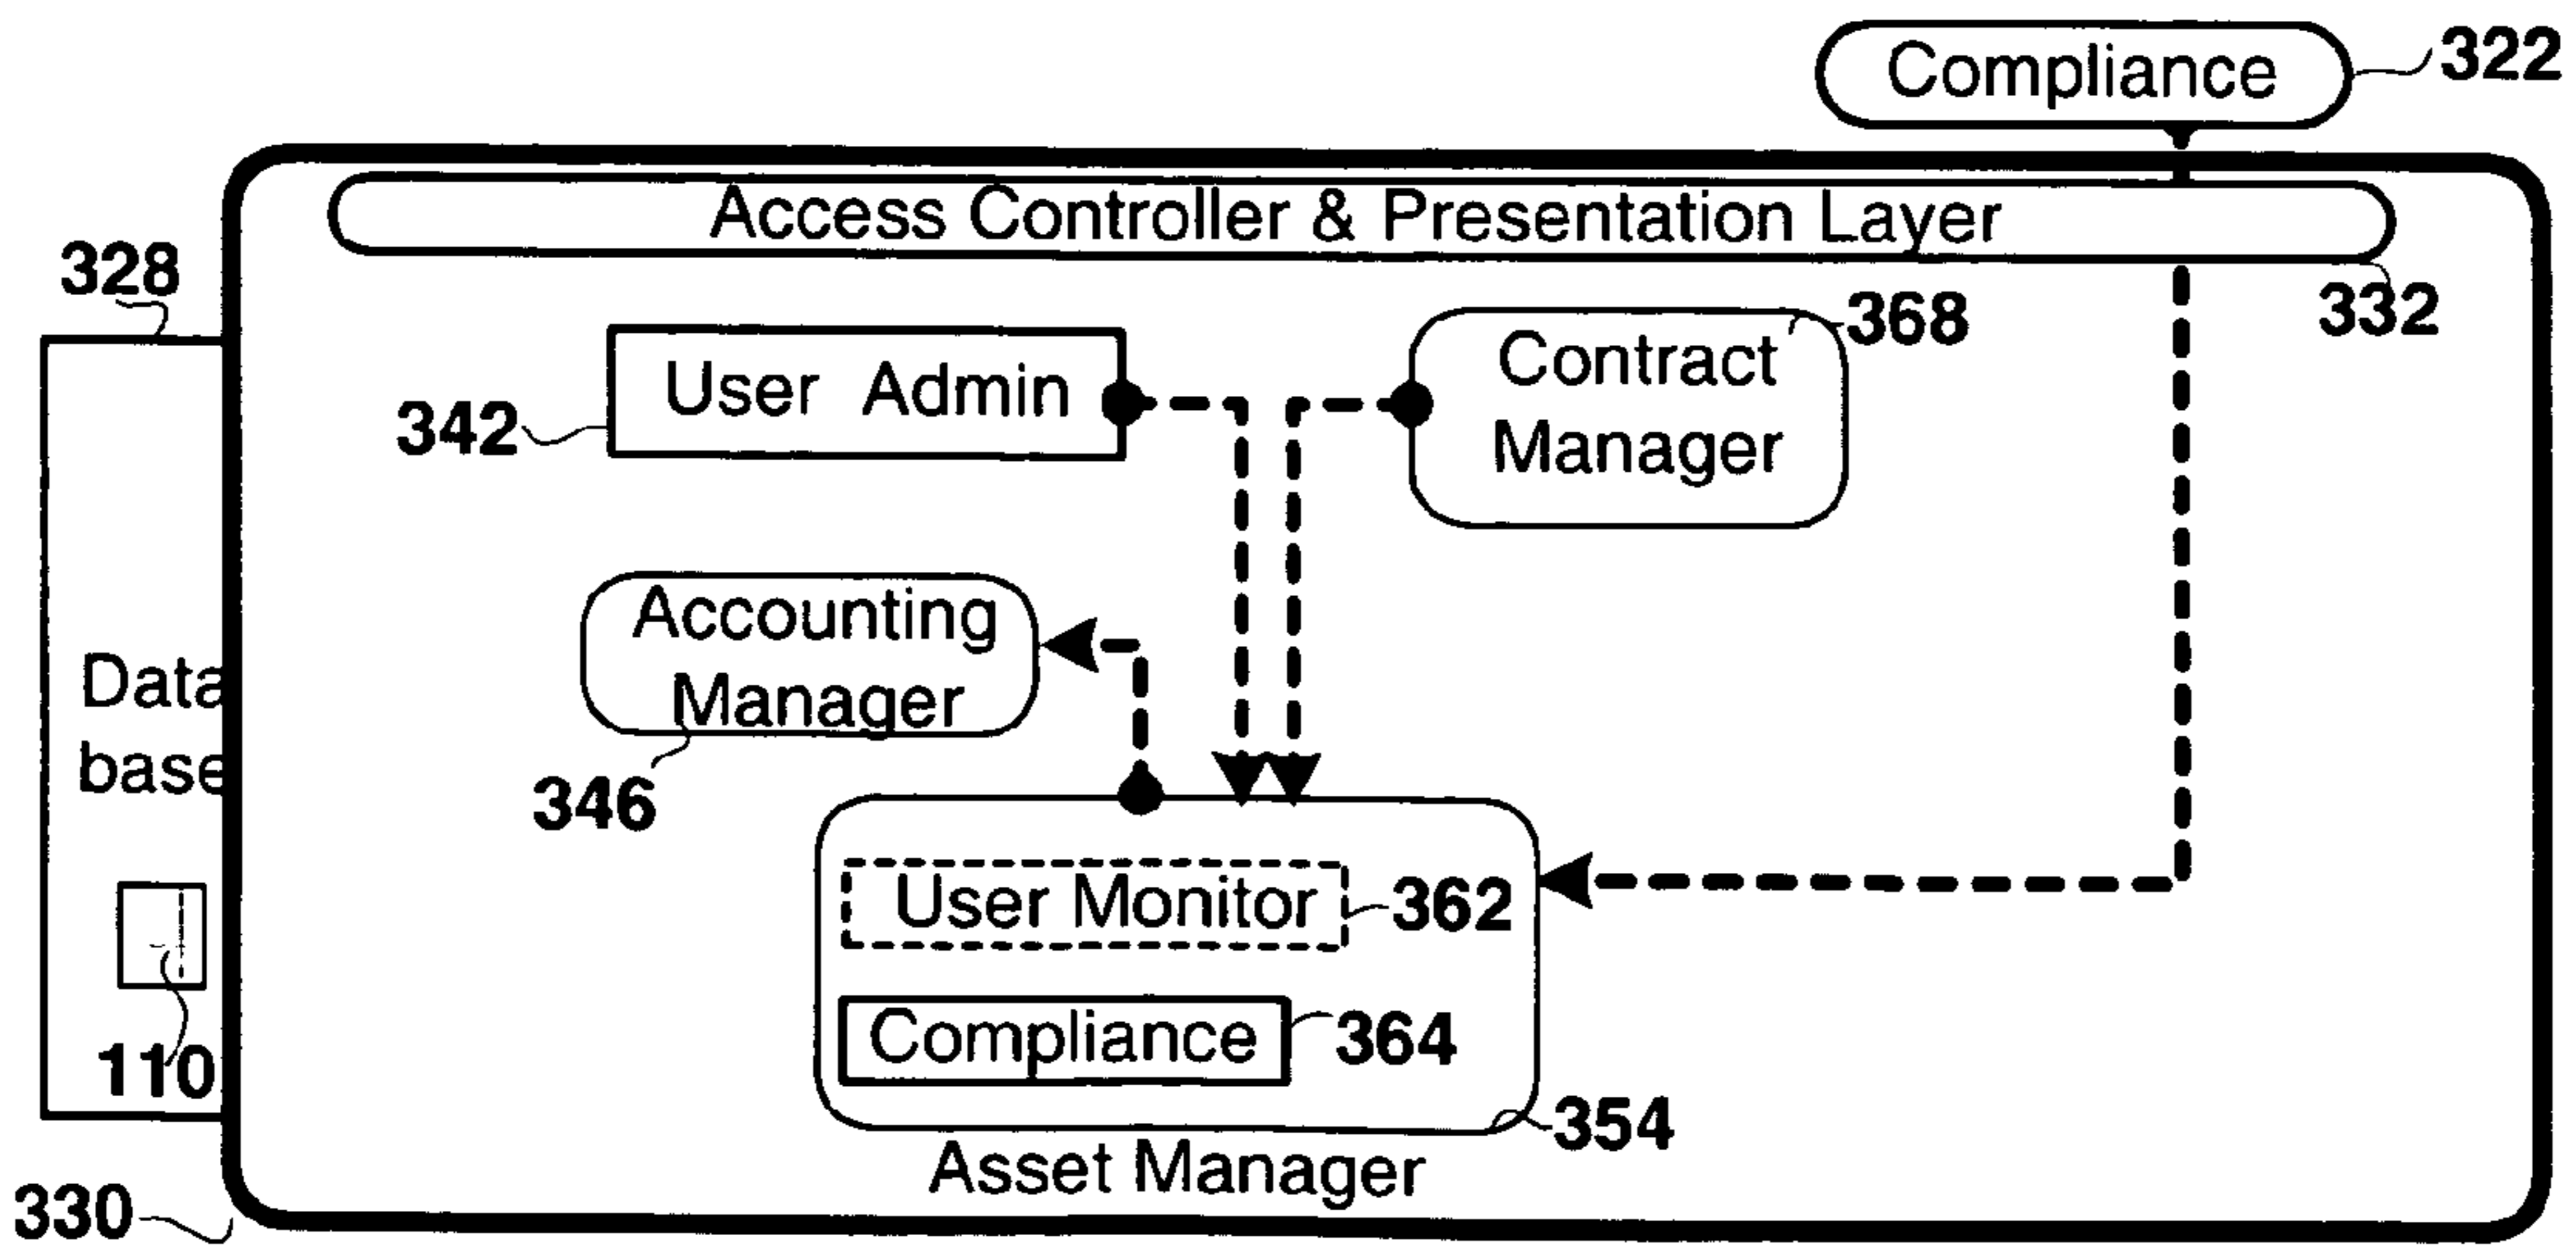 Compliance
322
Access Controller & Presentation Layer
328
332
368
User Admin
342
Contract
Manager
Accounting
Manager
346
Data
base
User Monitor
362
Compliance
364
110
354
Asset Manager
330